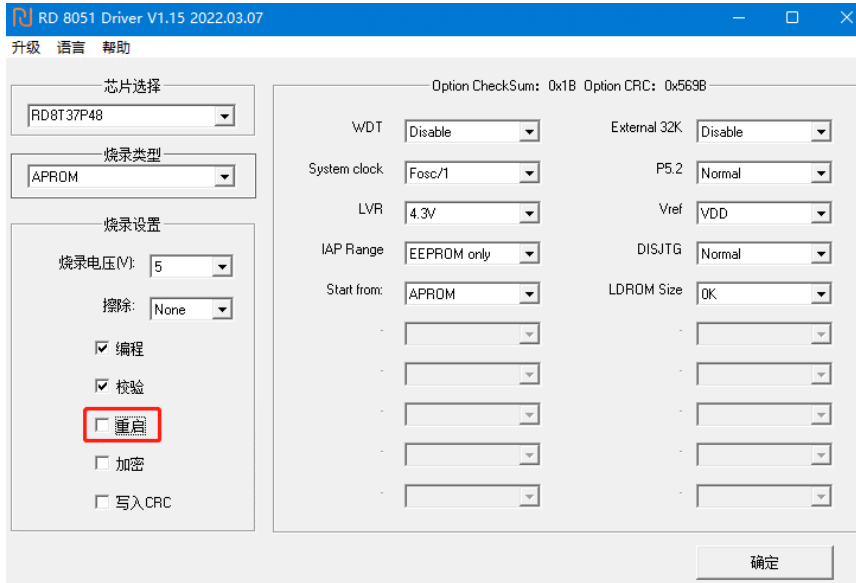 RD 8051 Driver V1.15 2022.03.07
升级 语言 帮助
芯片选择
RD8T37P48
烧录类型
APROM
烧录设置
烧录电压(V): 5
擦除: None
编程
校验
重启
加密
写入CRC
Option CheckSum: 0x1B Option CRC: 0x569B
WDT Disable External 32K Disable
System clock Fosc/1 P5.2 Normal
LVR 4.3V Vref VDD
IAP Range EEPROM only DISJTG Normal
Start from: APROM LDROM Size 0K
- -
- -
- -
- -
- -
确定